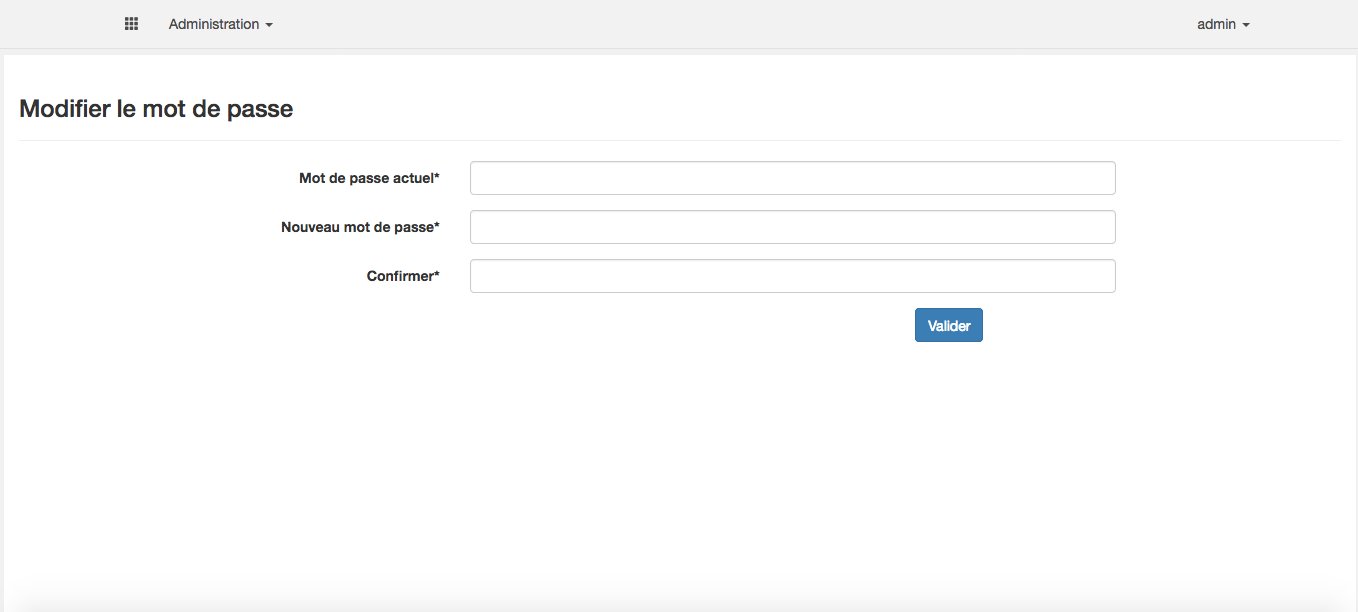 Administration
admin
Modifier le mot de passe
Mot de passe actuel*
Nouveau mot de passe*
Confirmer*
Valider